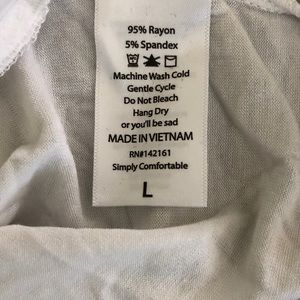 95% Rayon
5% Spandex
Machine Wash Cold
Gentle Cycle
Do Not Bleach
Hang Dry
or you'll be sad
MADE IN VIETNAM
RN#142161
Simply Comfortable
L